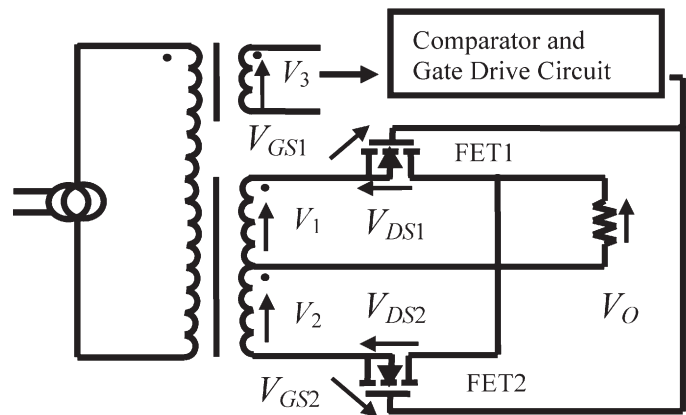 Comparator and
Gate Drive Circuit
V3
VGS1
FET1
V1
VDS1
V2
VDS2
VO
VGS2
FET2